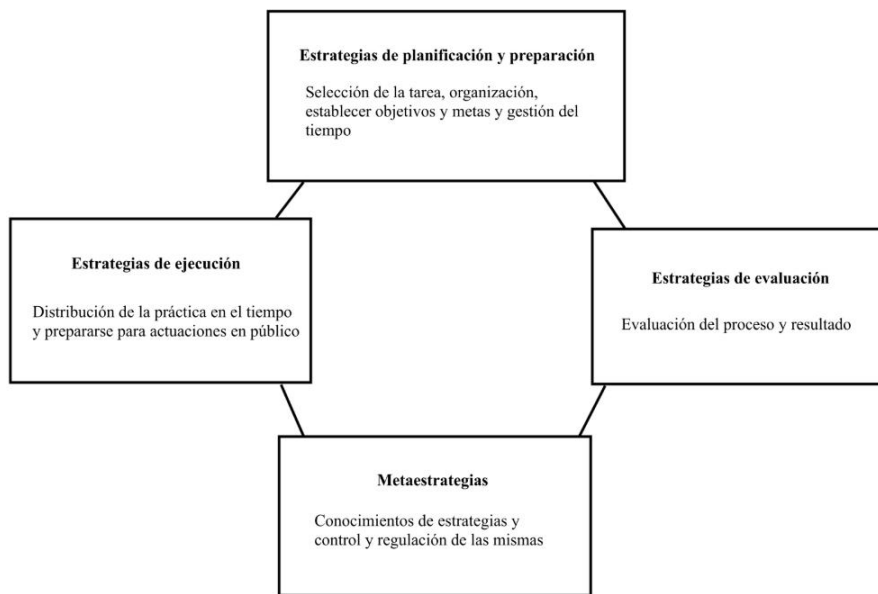 Estrategias de planificación y preparación
Selección de la tarea, organización,
establecer objetivos y metas y gestión del
tiempo
Estrategias de ejecución
Distribución de la práctica en el tiempo
y prepararse para actuaciones en público
Estrategias de evaluación
Evaluación del proceso y resultado
Metaestrategias
Conocimientos de estrategias y
control y regulación de las mismas